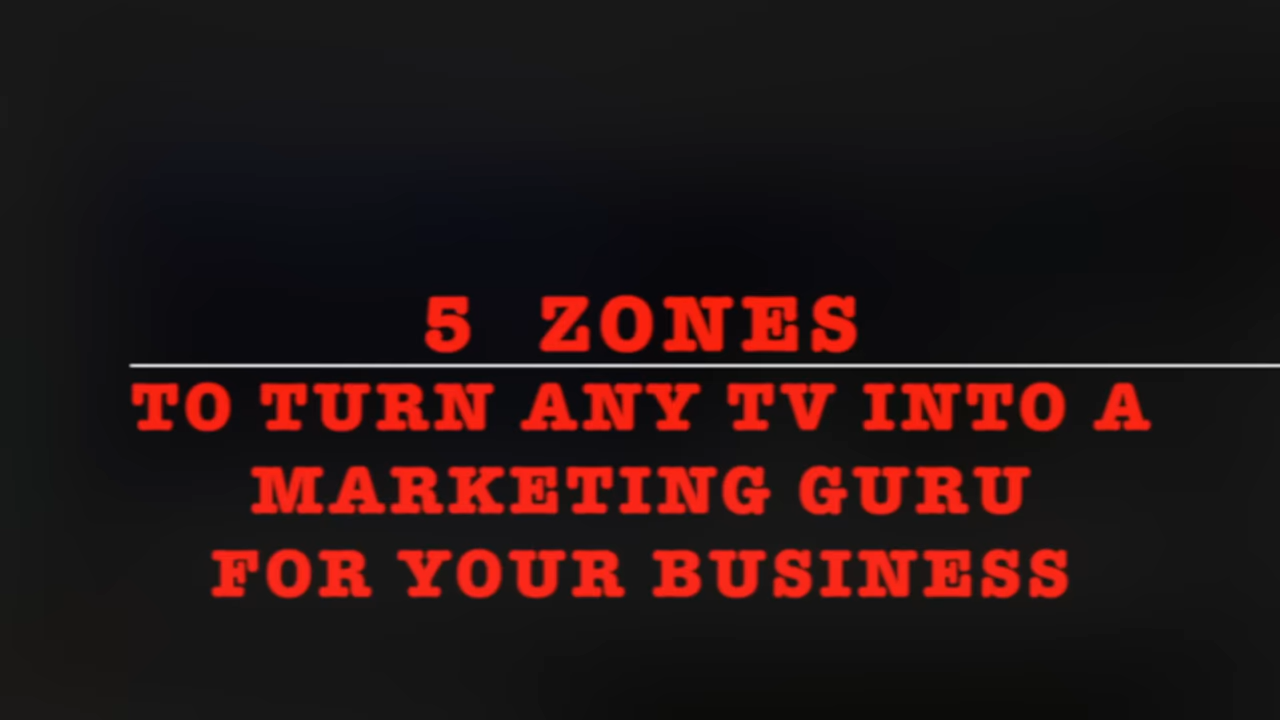 5 ZONES
TO TURN ANY TV INTO A
MARKETING GURU
FOR YOUR BUSINESS